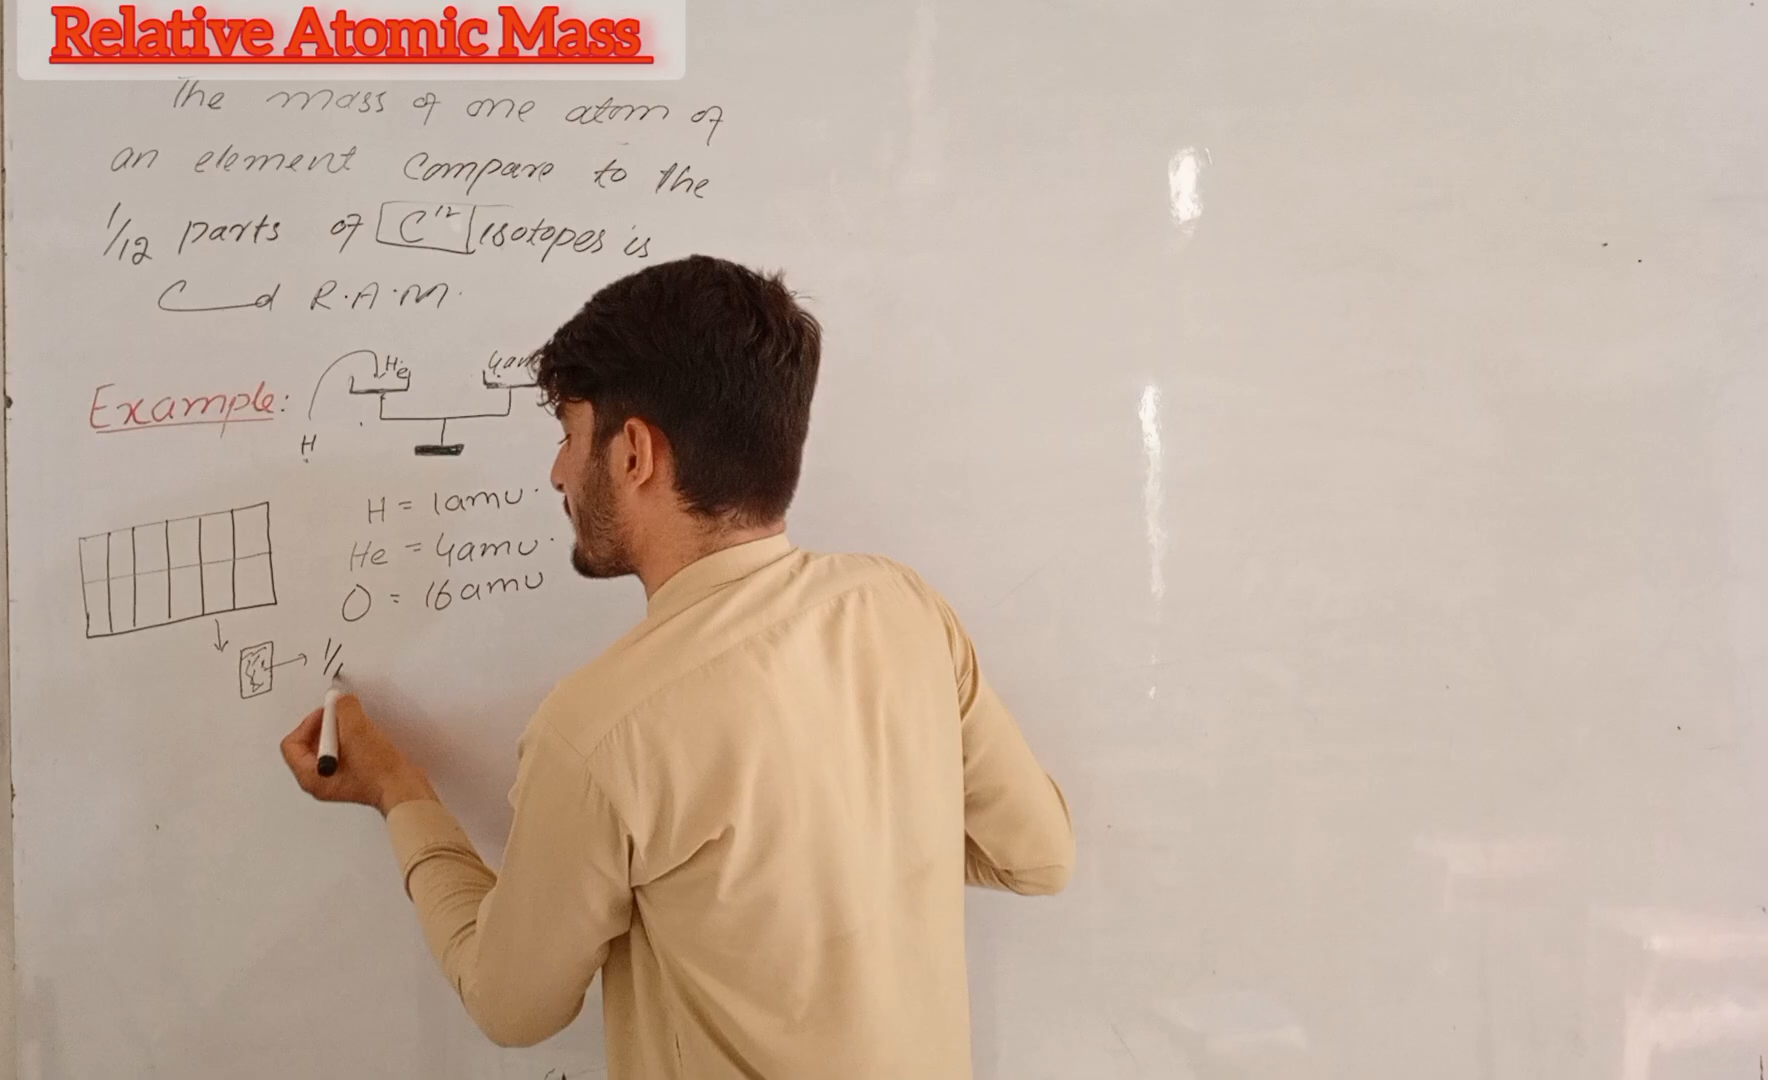 Relative Atomic Mass
The mass of one atom of
an element Compare to the
1/12 parts of C¹² isotopes is
C d R.A.M.
Example:
He
H
H = 1amu.
He = 4amu.
O = 16amu